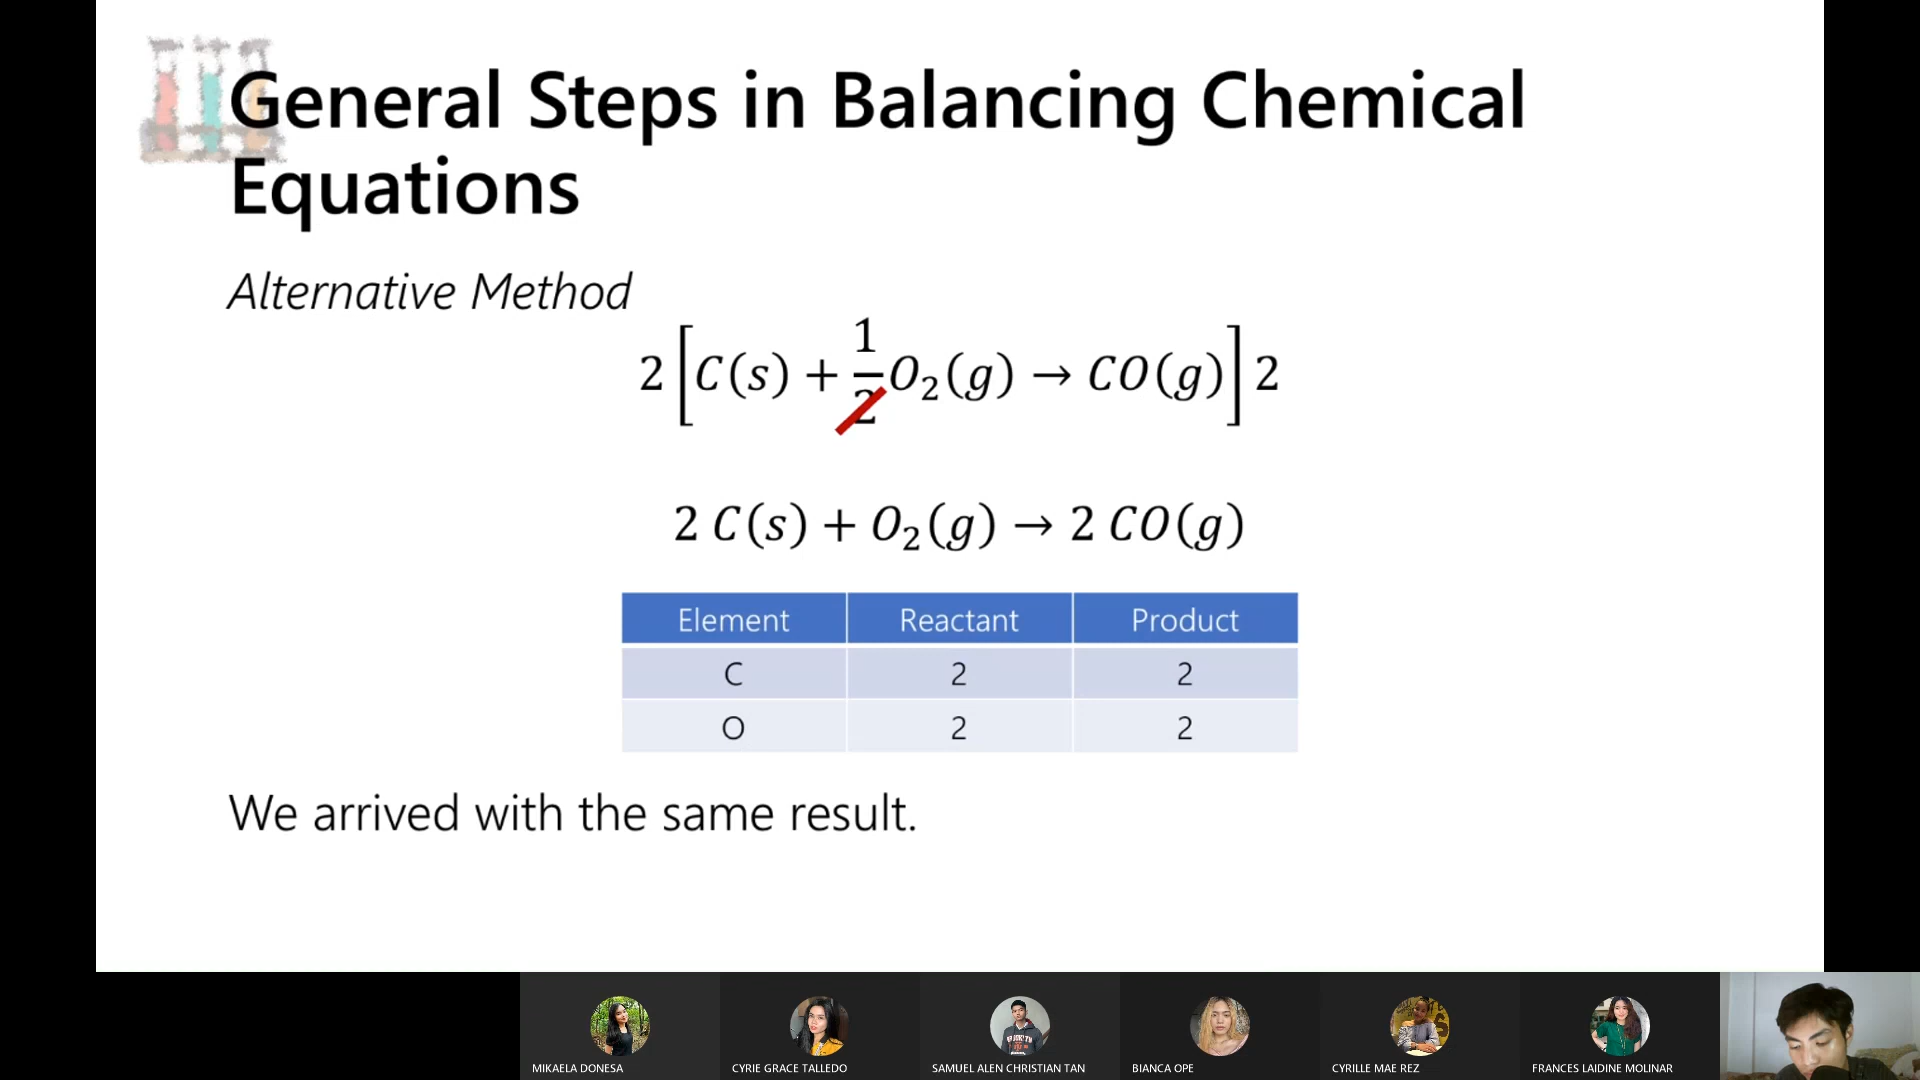 General Steps in Balancing Chemical
Equations
Alternative Method
2 [C(s) + 1/2 O₂(g) → CO(g)] 2
2 C(s) + O₂(g) → 2 CO(g)
Element Reactant Product
C 2 2
O 2 2
We arrived with the same result.
MIKAELA DONESA CYRIE GRACE TALLEDO SAMUEL ALEN CHRISTIAN TAN BIANCA OPE CYRILLE MAE REZ FRANCES LAIDINE MOLINAR